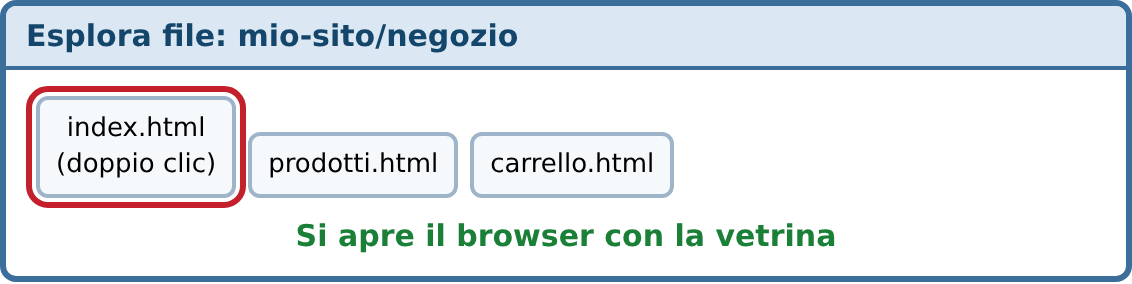 Esplora file: mio-sito/negozio
index.html
(doppio clic)
prodotti.html
carrello.html
Si apre il browser con la vetrina